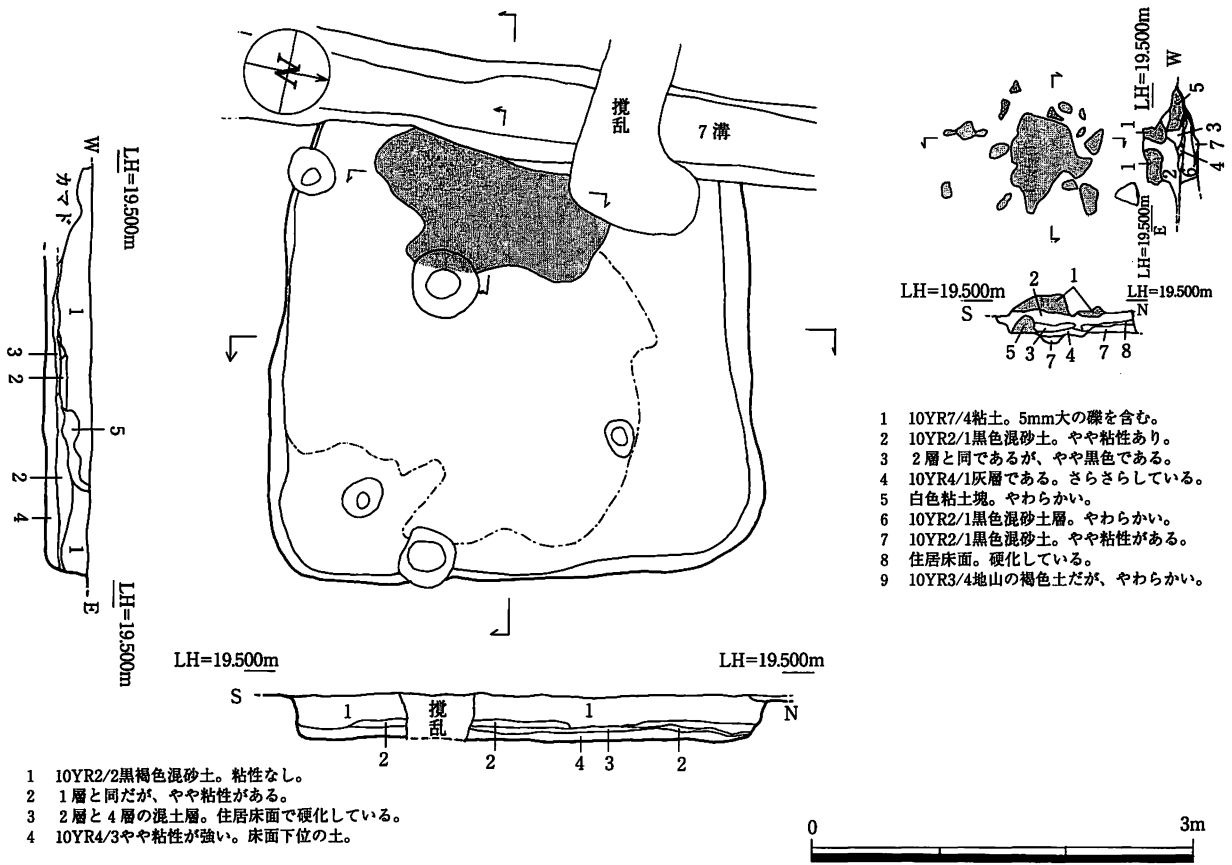 N
撹乱
7溝
W
LH=19.500m
カマド
1
3
2
5
2
4
1
E
LH=19.500m
LH=19.500m
W
5
1
3
7
1
2
6
4
E
LH=19.500m
2
1
LH=19.500m
LH=19.500m
S
N
5
3
7
4
7
8
1 10YR7/4粘土。5mm大の礫を含む。
2 10YR2/1黒色混砂土。やや粘性あり。
3 2層と同であるが、やや黒色である。
4 10YR4/1灰層である。さらさらしている。
5 白色粘土塊。やわらかい。
6 10YR2/1黒色混砂土層。やわらかい。
7 10YR2/1黒色混砂土。やや粘性がある。
8 住居床面。硬化している。
9 10YR3/4地山の褐色土だが、やわらかい。
LH=19.500m
LH=19.500m
S
1
撹乱
1
N
2
2
4
3
2
1 10YR2/2黒褐色混砂土。粘性なし。
2 1層と同だが、やや粘性がある。
3 2層と4層の混土層。住居床面で硬化している。
4 10YR4/3やや粘性が強い。床面下位の土。
0
3m